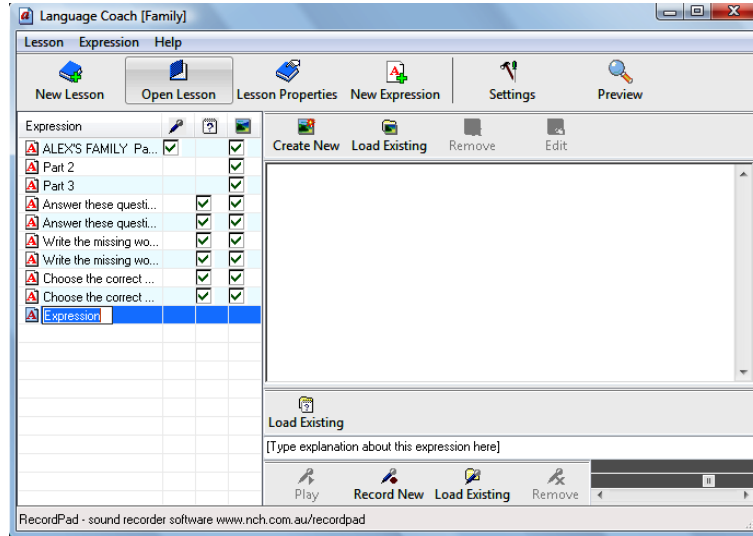 Language Coach [Family]
Lesson Expression Help
New Lesson Open Lesson Lesson Properties New Expression Settings Preview
Expression
ALEX'S FAMILY Pa...
Part 2
Part 3
Answer these questi...
Answer these questi...
Write the missing wo...
Write the missing wo...
Choose the correct ...
Choose the correct ...
Expression
Create New Load Existing Remove Edit
Load Existing
[Type explanation about this expression here]
Play Record New Load Existing Remove
RecordPad - sound recorder software www.nch.com.au/recordpad